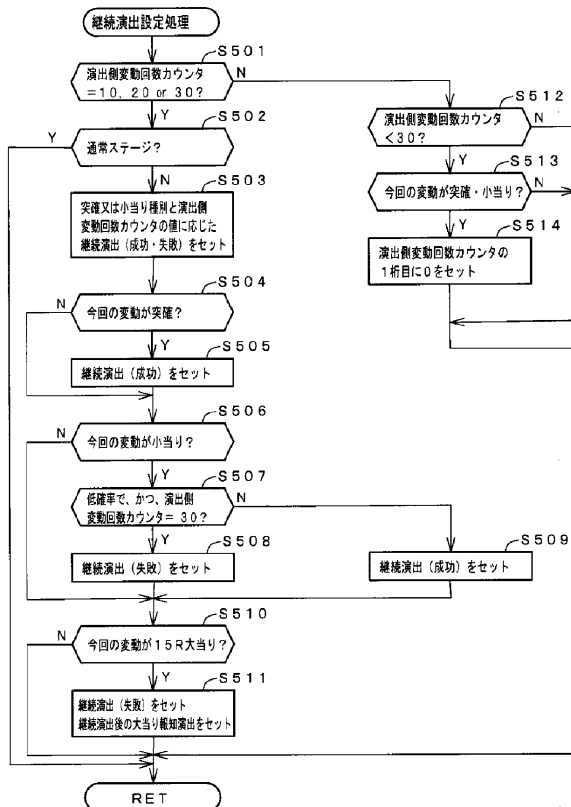 継続演出設定処理
S501
演出側変動回数カウンタ
=10, 20 or 30?
Y
N
S502
通常ステージ?
Y
N
S503
突確又は小当り種別と演出側
変動回数カウンタの値に応じた
継続演出(成功・失敗)をセット
S504
今回の変動が突確?
N
Y
S505
継続演出(成功)をセット
S506
今回の変動が小当り?
N
Y
S507
低確率で、かつ、演出側
変動回数カウンタ= 30?
N
Y
S508
継続演出(失敗)をセット
S509
継続演出(成功)をセット
S510
今回の変動が15R大当り?
N
Y
S511
継続演出(失敗)をセット
継続演出後の大当り報知演出をセット
RET
S512
演出側変動回数カウンタ
<30?
N
Y
S513
今回の変動が突確・小当り?
N
Y
S514
演出側変動回数カウンタの
1桁目に0をセット